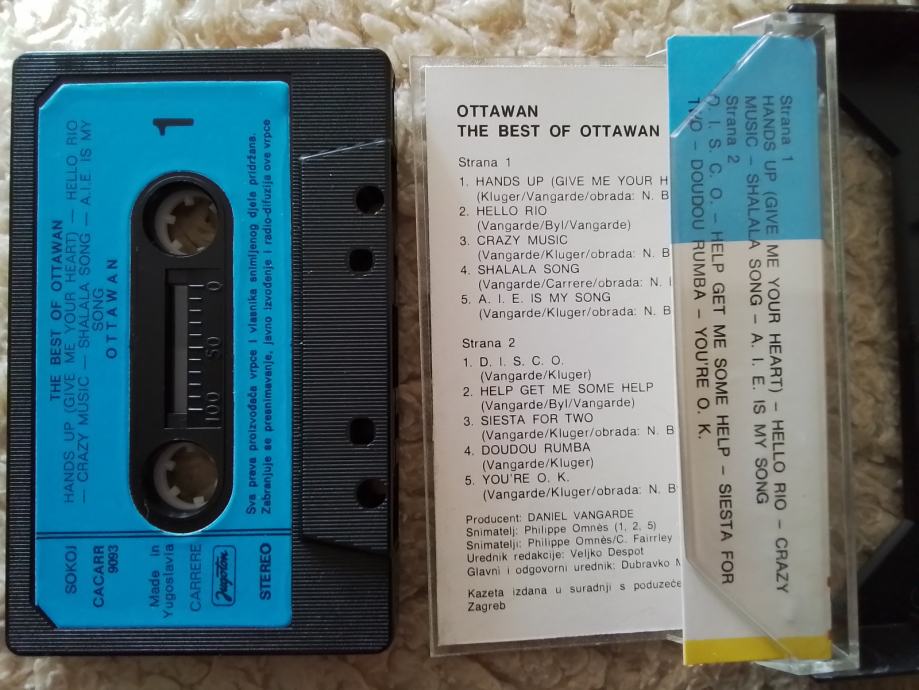 1
THE BEST OF OTTAWAN
HANDS UP (GIVE ME YOUR HEART) — HELLO RIO
— CRAZY MUSIC — SHALALA SONG — A.I.E. IS MY
SONG
OTTAWAN
0
50
100
Sva prava proizvođača vrpce i vlasnika snimljenog djela pridržana.
Zabranjuje se presnimavanje, javno izvođenje i radio-difuzija ove vrpce
SOKOJ
CACARR
9093
Made in
Yugoslavia
CARRERE
Jugoton
STEREO
OTTAWAN
THE BEST OF OTTAWAN
Strana 1
1. HANDS UP (GIVE ME YOUR H
(Kluger/Vangarde/obrada: N. B
2. HELLO RIO
(Vangarde/Byl/Vangarde)
3. CRAZY MUSIC
(Vangarde/Kluger/obrada: N. B
4. SHALALA SONG
(Vangarde/Carrere/obrada: N.
5. A. I. E. IS MY SONG
(Vangarde/Kluger/obrada: N. B
Strana 2
1. D. I. S. C. O.
(Vangarde/Kluger)
2. HELP GET ME SOME HELP
(Vangarde/Byl/Vangarde)
3. SIESTA FOR TWO
(Vangarde/Kluger/obrada: N. B
4. DOUDOU RUMBA
(Vangarde/Kluger)
5. YOU'RE O. K.
(Vangarde/Kluger/obrada: N. B
Producent: DANIEL VANGARDE
Snimatelj: Philippe Omnès (1, 2, 5)
Snimatelji: Philippe Omnès/C. Fairrley
Urednik redakcije: Veljko Despot
Glavni i odgovorni urednik: Dubravko M
Kazeta izdana u suradnji s poduzeće
Zagreb
Strana 1
HANDS UP (GIVE ME YOUR HEART) – HELLO RIO – CRAZY
MUSIC – SHALALA SONG – A. I. E. IS MY SONG
Strana 2
D. I. S. C. O. – HELP GET ME SOME HELP – SIESTA FOR
TWO – DOUDOU RUMBA – YOU'RE O. K.